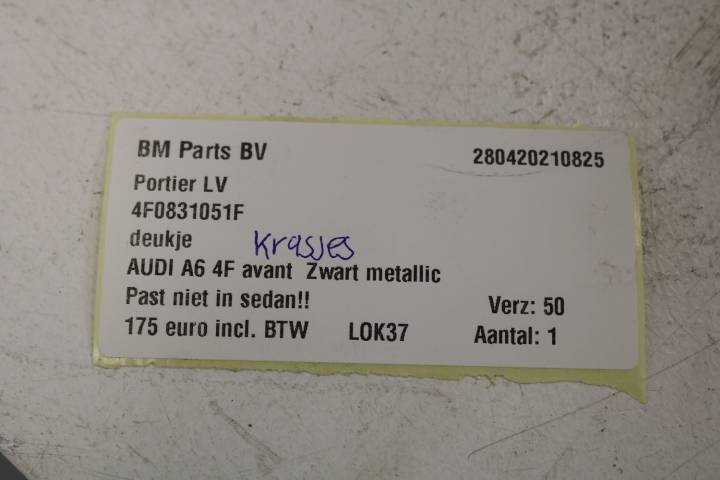 BM Parts BV 280420210825
Portier LV
4F0831051F
deukje krasjes
AUDI A6 4F avant Zwart metallic
Past niet in sedan!! Verz: 50
175 euro incl. BTW LOK37 Aantal: 1